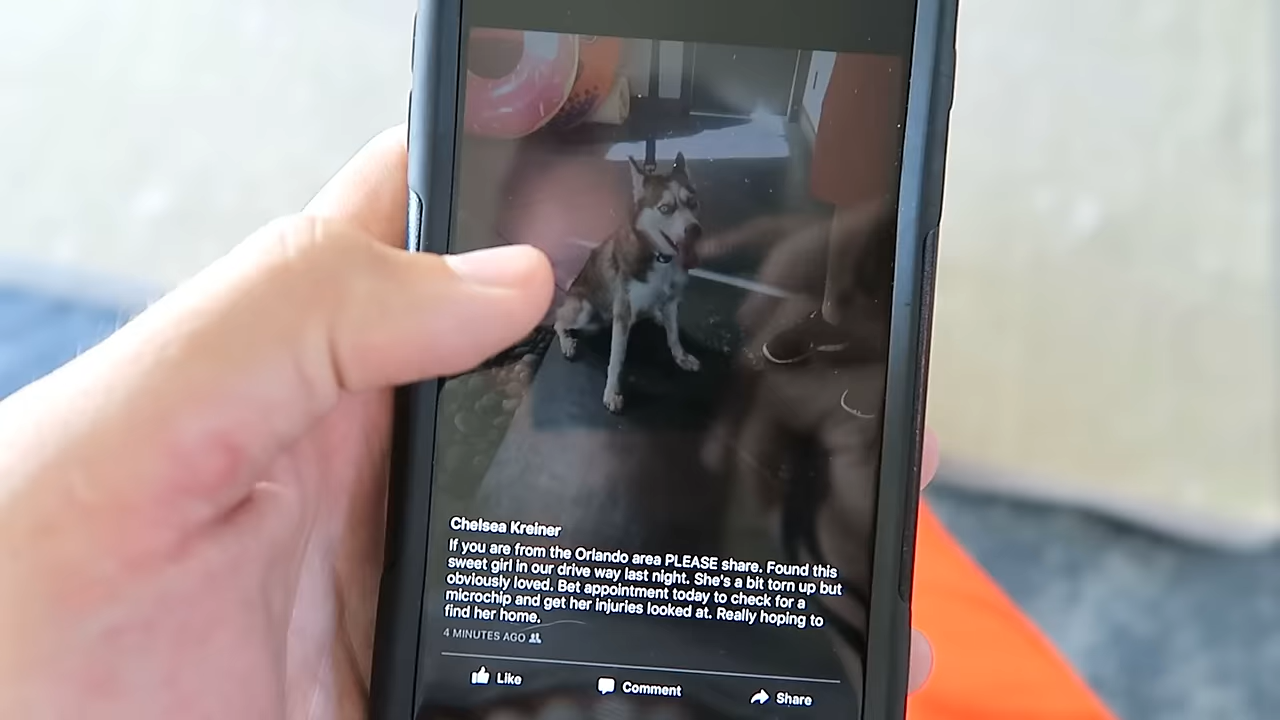 Chelsea Kreiner
If you are from the Orlando area PLEASE share. Found this
sweet girl in our drive way last night. She's a bit torn up but
obviously loved. Bet appointment today to check for a
microchip and get her injuries looked at. Really hoping to
find her home.
4 MINUTES AGO
Like
Comment
Share